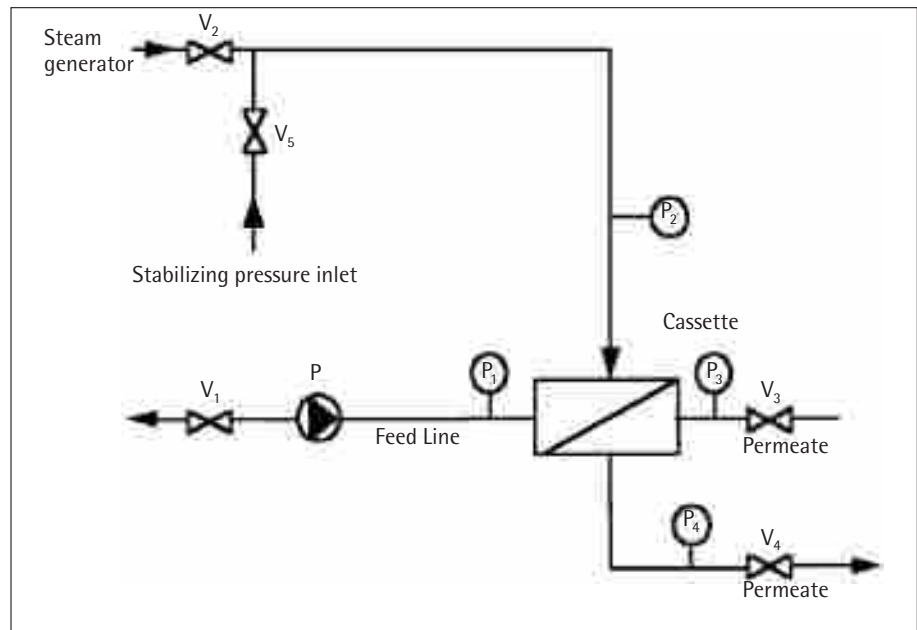 V₂
Steam
generator
V₅
P₂
Stabilizing pressure inlet
Cassette
P
P₁
P₃
V₁
V₃
Feed Line
Permeate
P₄
V₄
Permeate